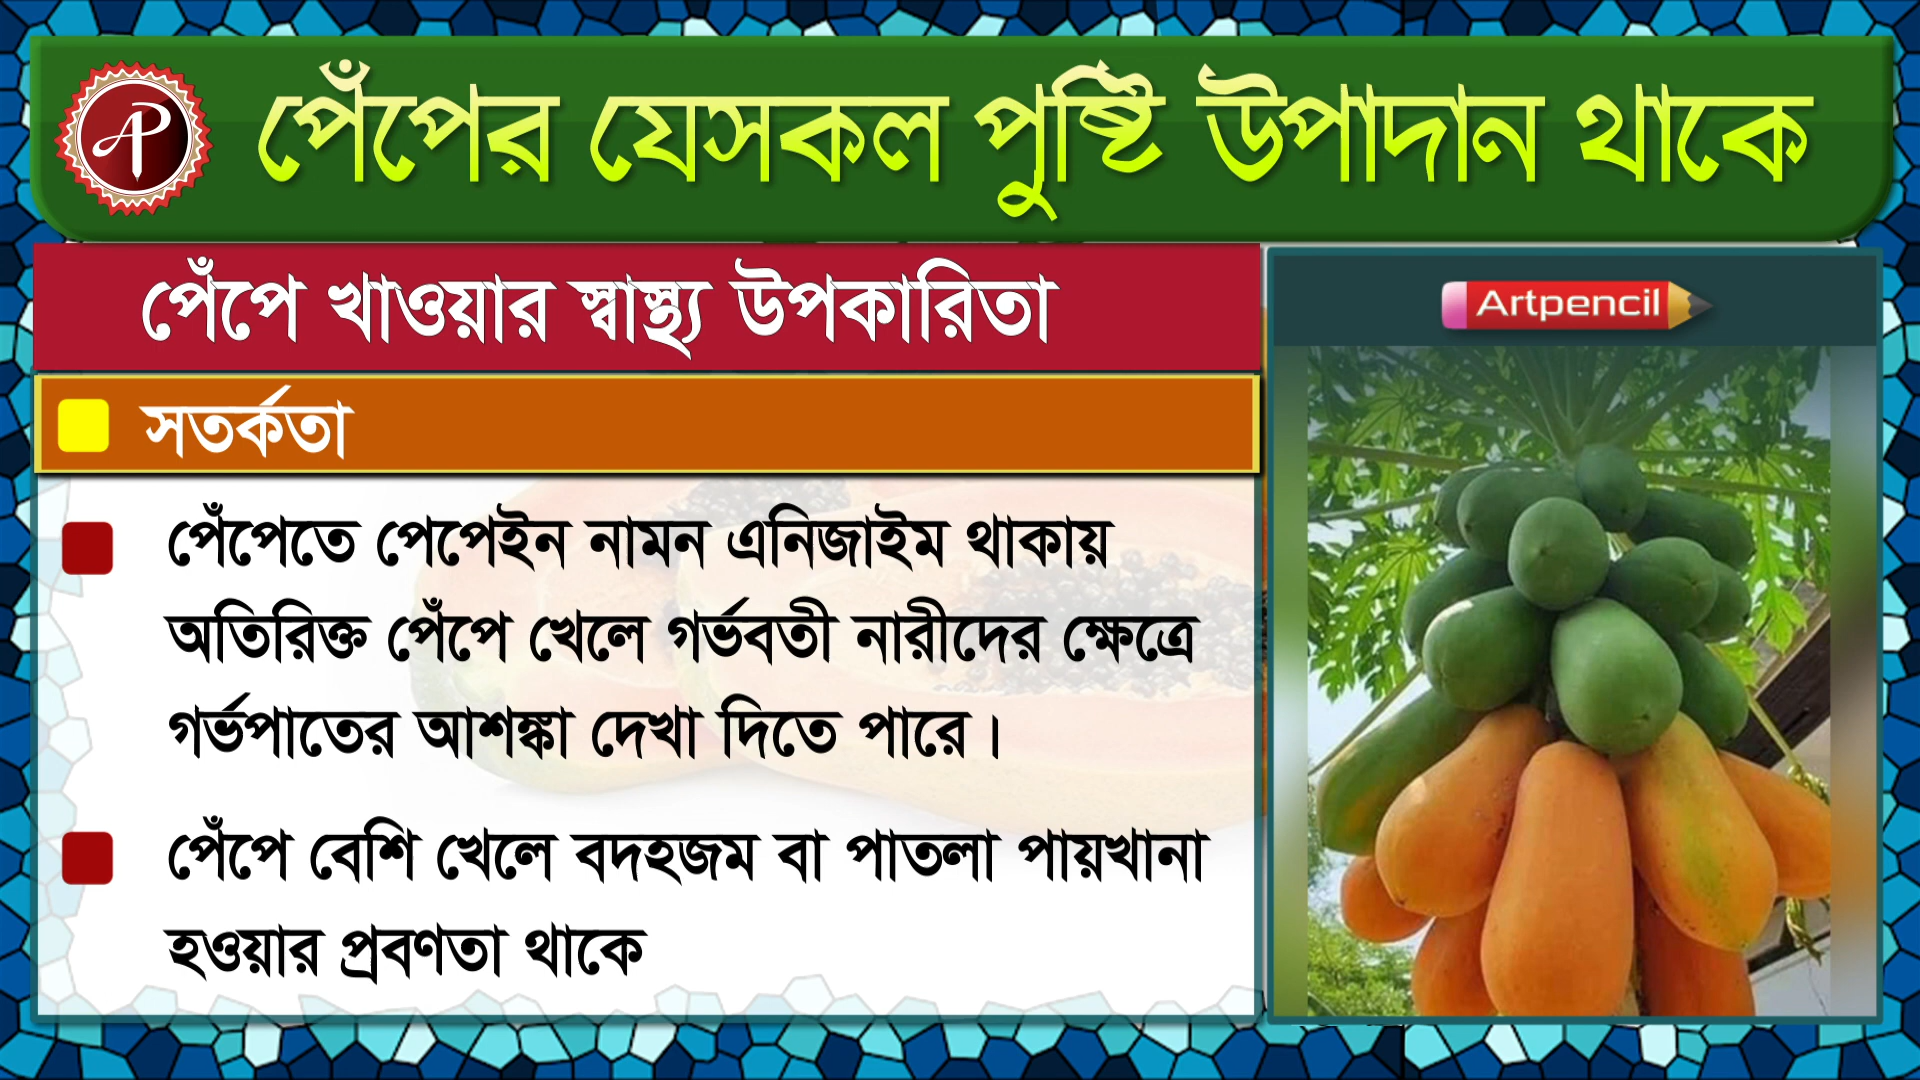 পেঁপের যেসকল পুষ্টি উপাদান থাকে
পেঁপে খাওয়ার স্বাস্থ্য উপকারিতা
Artpencil
সতর্কতা
পেঁপেতে পেপেইন নামন এনিজাইম থাকায়
অতিরিক্ত পেঁপে খেলে গর্ভবতী নারীদের ক্ষেত্রে
গর্ভপাতের আশঙ্কা দেখা দিতে পারে।
পেঁপে বেশি খেলে বদহজম বা পাতলা পায়খানা
হওয়ার প্রবণতা থাকে
AP